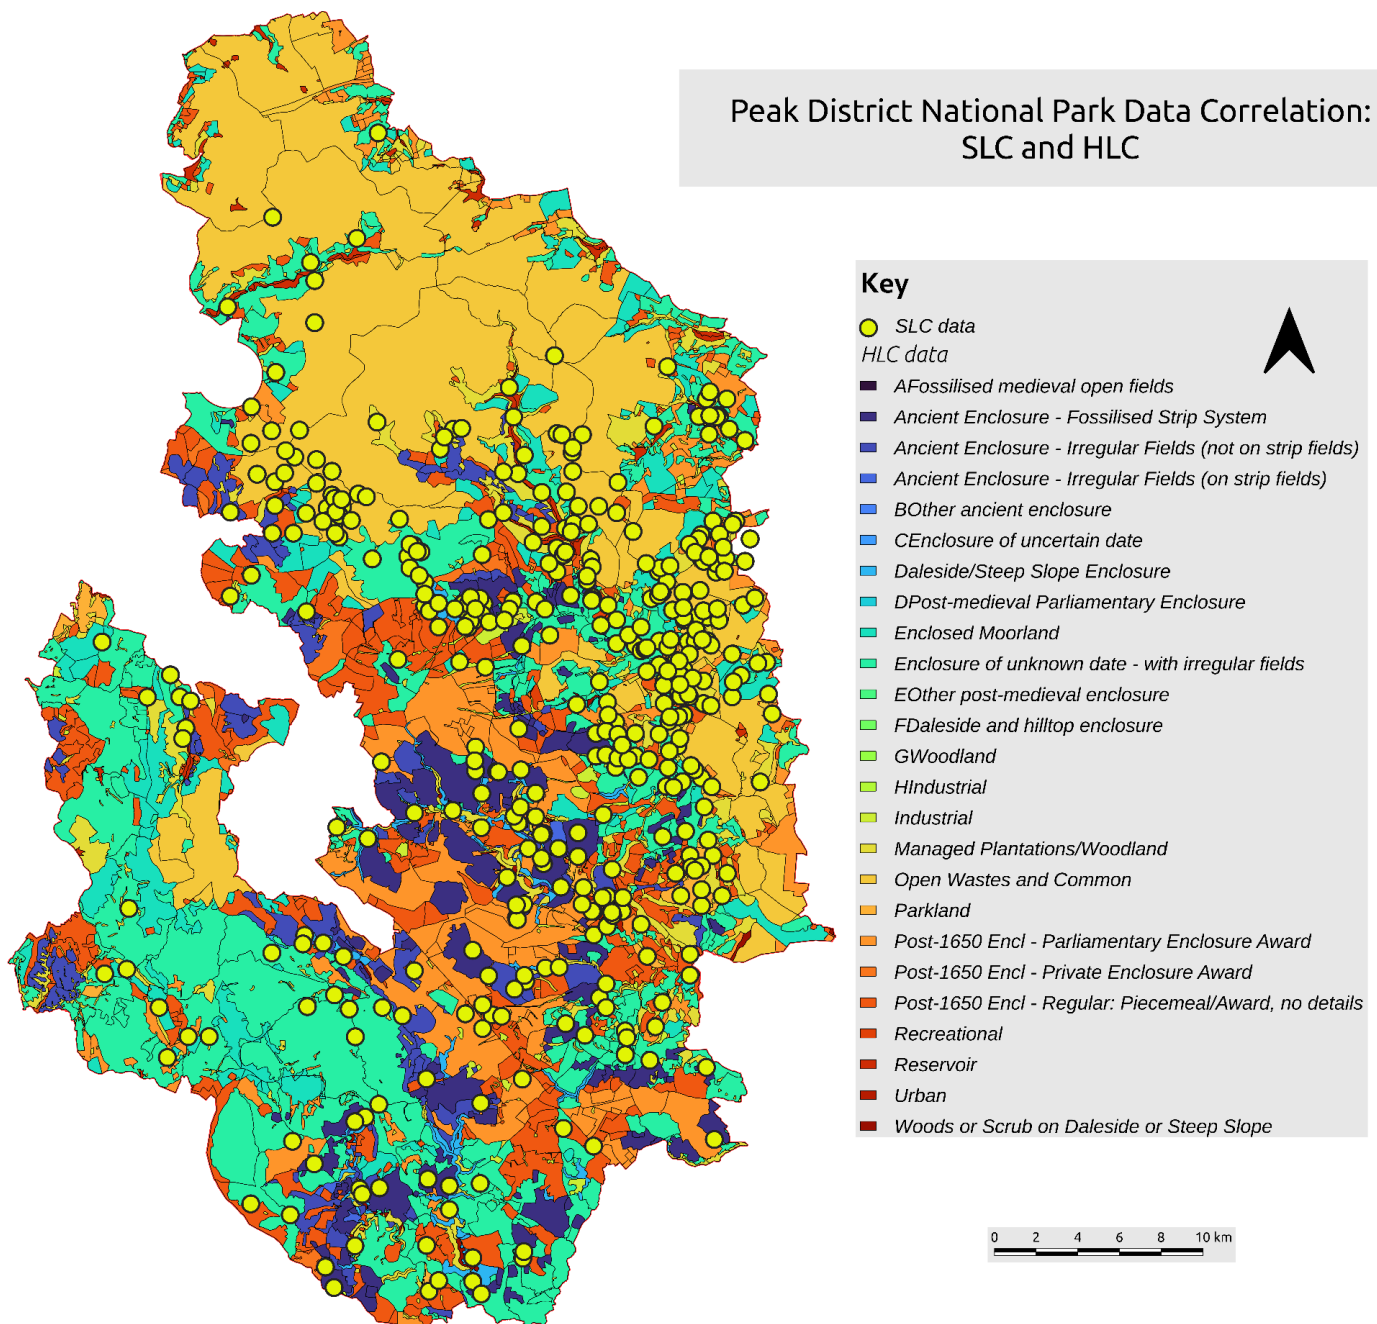 Peak District National Park Data Correlation:
SLC and HLC
Key
SLC data
HLC data
AFossilised medieval open fields
Ancient Enclosure - Fossilised Strip System
Ancient Enclosure - Irregular Fields (not on strip fields)
Ancient Enclosure - Irregular Fields (on strip fields)
BOther ancient enclosure
CEnclosure of uncertain date
Daleside/Steep Slope Enclosure
DPost-medieval Parliamentary Enclosure
Enclosed Moorland
Enclosure of unknown date - with irregular fields
EOther post-medieval enclosure
FDaleside and hilltop enclosure
GWoodland
HIndustrial
Industrial
Managed Plantations/Woodland
Open Wastes and Common
Parkland
Post-1650 Encl - Parliamentary Enclosure Award
Post-1650 Encl - Private Enclosure Award
Post-1650 Encl - Regular: Piecemeal/Award, no details
Recreational
Reservoir
Urban
Woods or Scrub on Daleside or Steep Slope
0 2 4 6 8 10 km